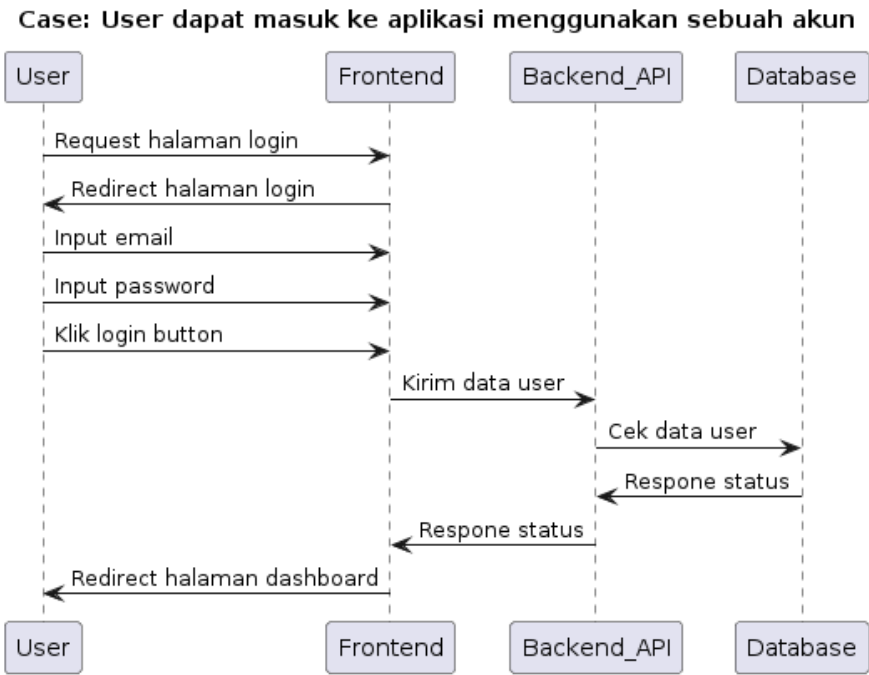 Case: User dapat masuk ke aplikasi menggunakan sebuah akun
User Frontend Backend_API Database
Request halaman login
Redirect halaman login
Input email
Input password
Klik login button
Kirim data user
Cek data user
Respone status
Respone status
Redirect halaman dashboard
User Frontend Backend_API Database